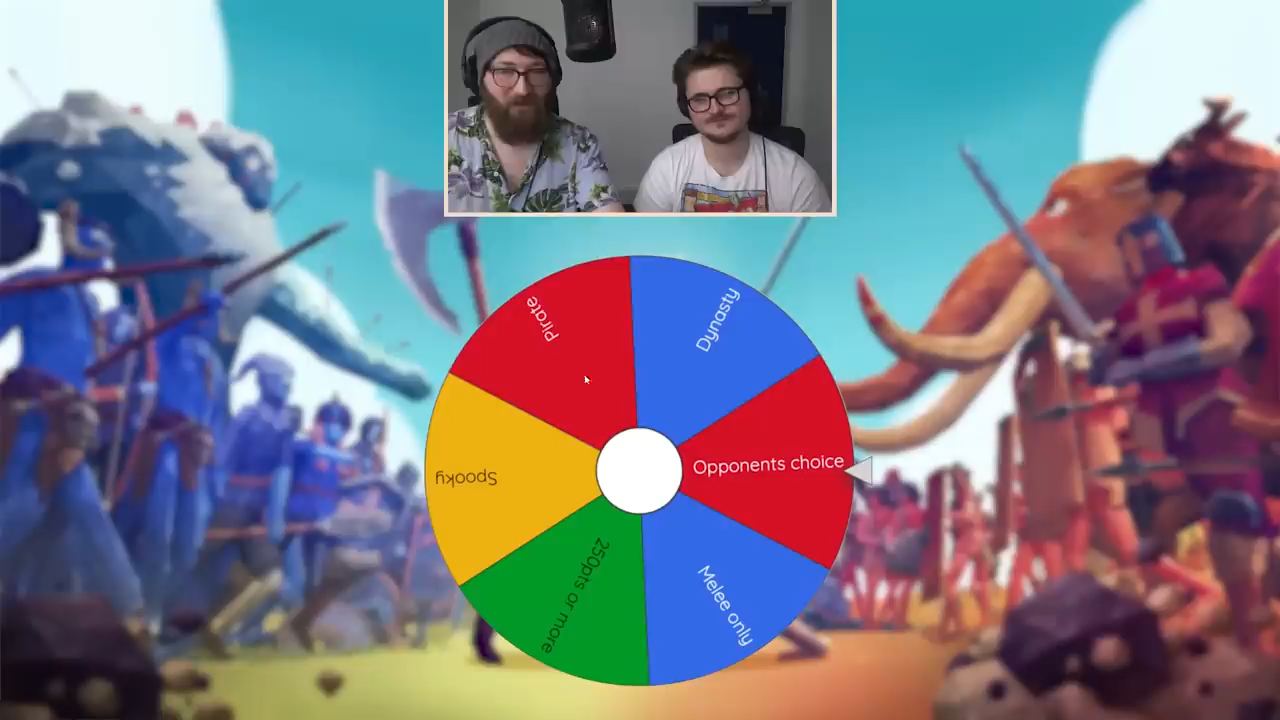 Pirate
Dynasty
Opponents choice
Spooky
250pts or more
Melee only